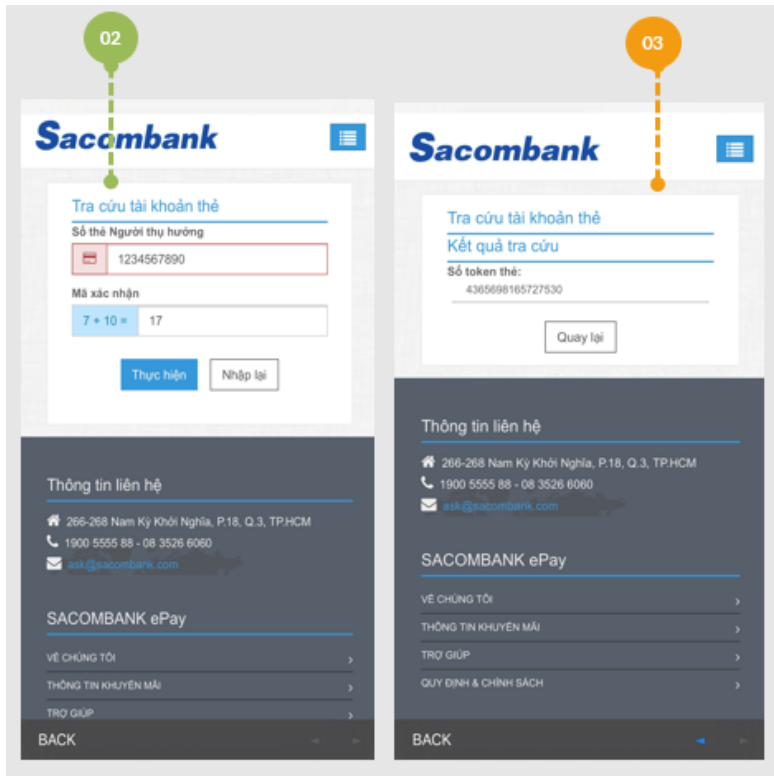 02
Sacombank
Tra cứu tài khoản thẻ
Số thẻ Người thụ hưởng
1234567890
Mã xác nhận
7 + 10 = 17
Thực hiện Nhập lại
Thông tin liên hệ
266-268 Nam Kỳ Khởi Nghĩa, P.18, Q.3, TP.HCM
1900 5555 88 - 08 3526 6060
ask@sacombank.com
SACOMBANK ePay
VỀ CHÚNG TÔI
THÔNG TIN KHUYẾN MÃI
TRỢ GIÚP
BACK
03
Sacombank
Tra cứu tài khoản thẻ
Kết quả tra cứu
Số token thẻ:
4365698165727530
Quay lại
Thông tin liên hệ
266-268 Nam Kỳ Khởi Nghĩa, P.18, Q.3, TP.HCM
1900 5555 88 - 08 3526 6060
ask@sacombank.com
SACOMBANK ePay
VỀ CHÚNG TÔI
THÔNG TIN KHUYẾN MÃI
TRỢ GIÚP
QUY ĐỊNH & CHÍNH SÁCH
BACK